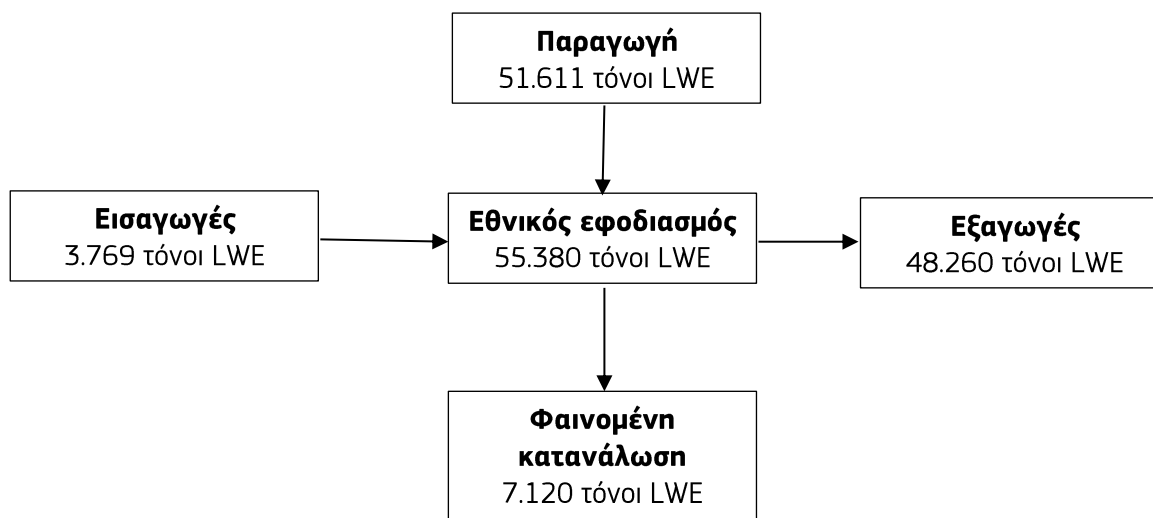 Παραγωγή
51.611 τόνοι LWE
Εισαγωγές
3.769 τόνοι LWE
Εθνικός εφοδιασμός
55.380 τόνοι LWE
Εξαγωγές
48.260 τόνοι LWE
Φαινομένη
κατανάλωση
7.120 τόνοι LWE